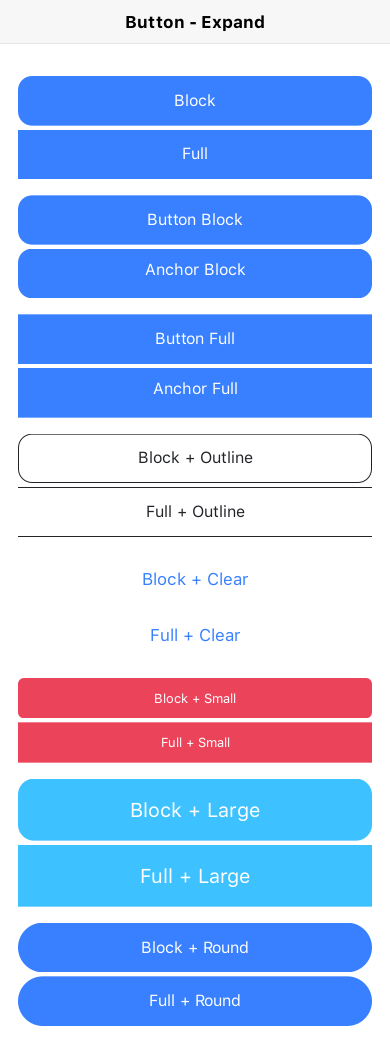 Button - Expand
Block
Full
Button Block
Anchor Block
Button Full
Anchor Full
Block + Outline
Full + Outline
Block + Clear
Full + Clear
Block + Small
Full + Small
Block + Large
Full + Large
Block + Round
Full + Round